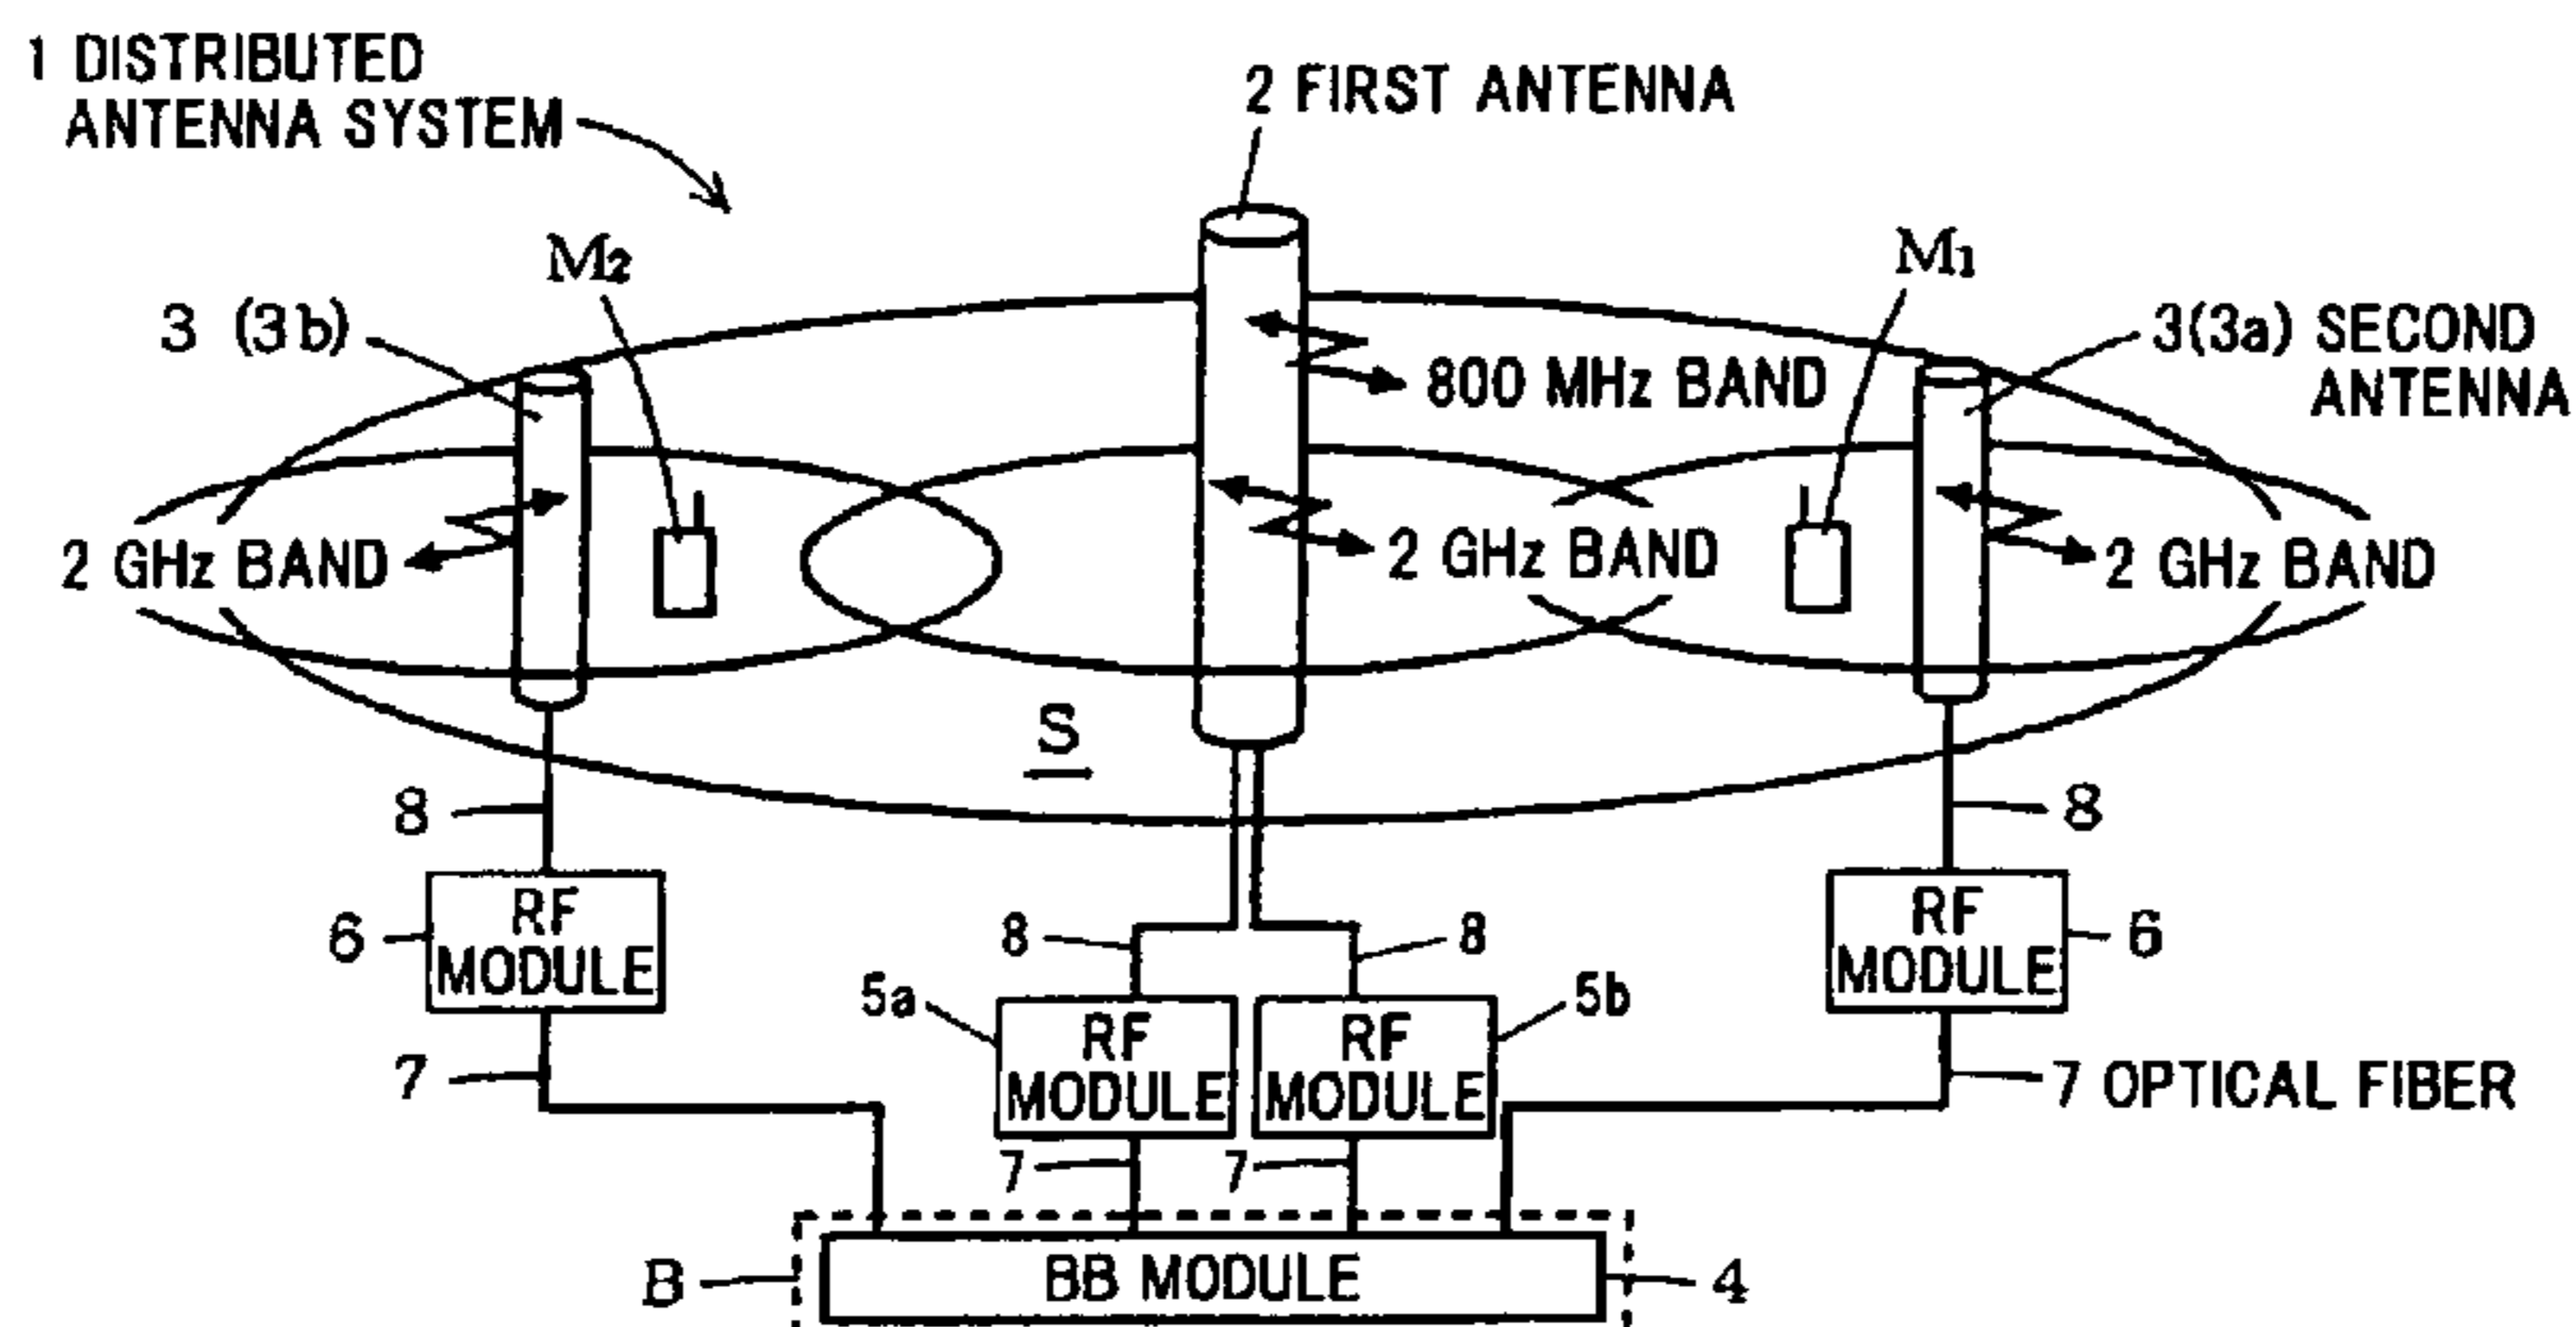 1 DISTRIBUTED
ANTENNA SYSTEM
2 FIRST ANTENNA
M2
M1
3 (3b)
3(3a) SECOND
ANTENNA
800 MHz BAND
2 GHz BAND
2 GHz BAND
2 GHz BAND
S
8
8
RF
MODULE
6
RF
MODULE
6
8
8
5a
5b
RF
MODULE
RF
MODULE
7
7 OPTICAL FIBER
7
7
B
BB MODULE
4